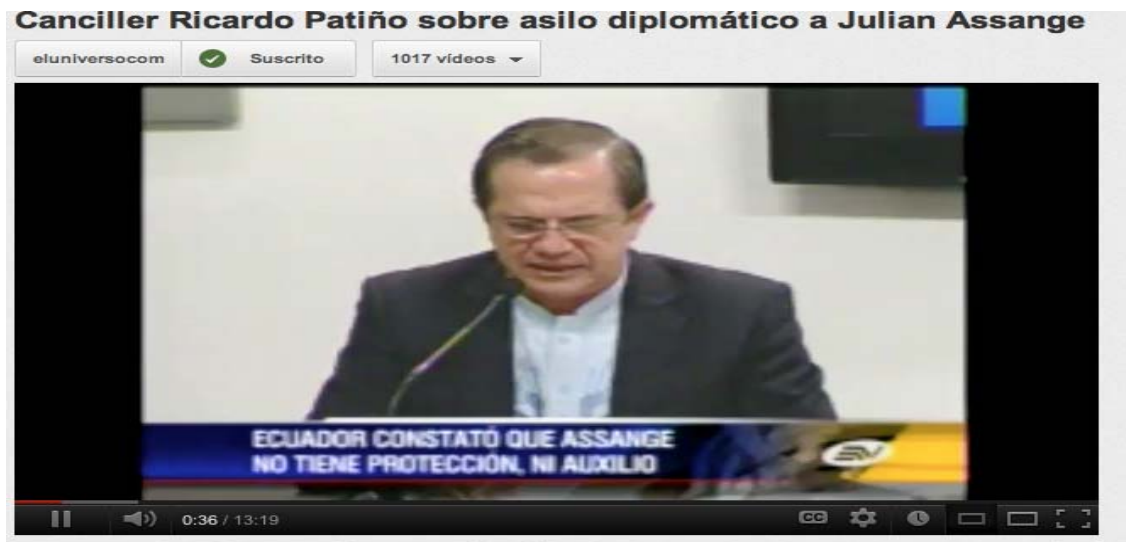 Canciller Ricardo Patiño sobre asilo diplomático a Julian Assange
eluniversocom Suscrito 1017 vídeos
ECUADOR CONSTATÓ QUE ASSANGE
NO TIENE PROTECCIÓN, NI AUXILIO
0:36 / 13:19 CC